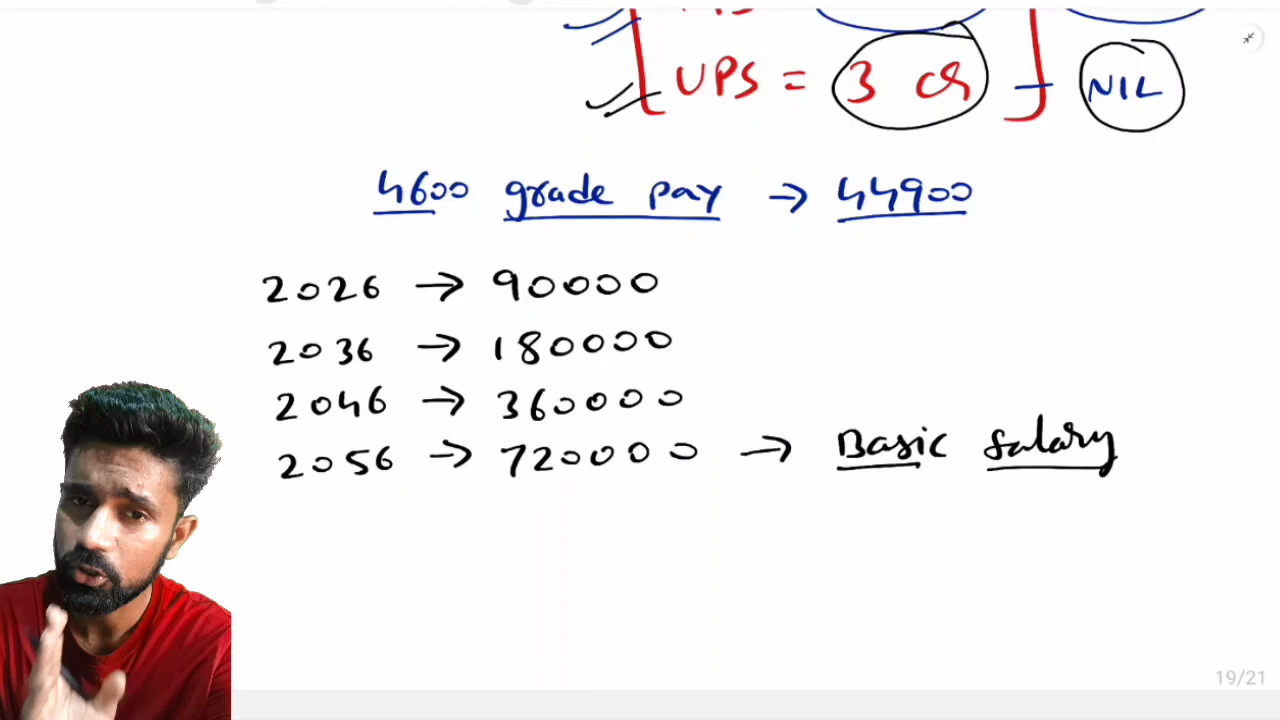 UPS = 3 cr - NIL
4600 grade pay → 44900
2026 → 90000
2036 → 180000
2046 → 360000
2056 → 720000 → Basic Salary
19/21